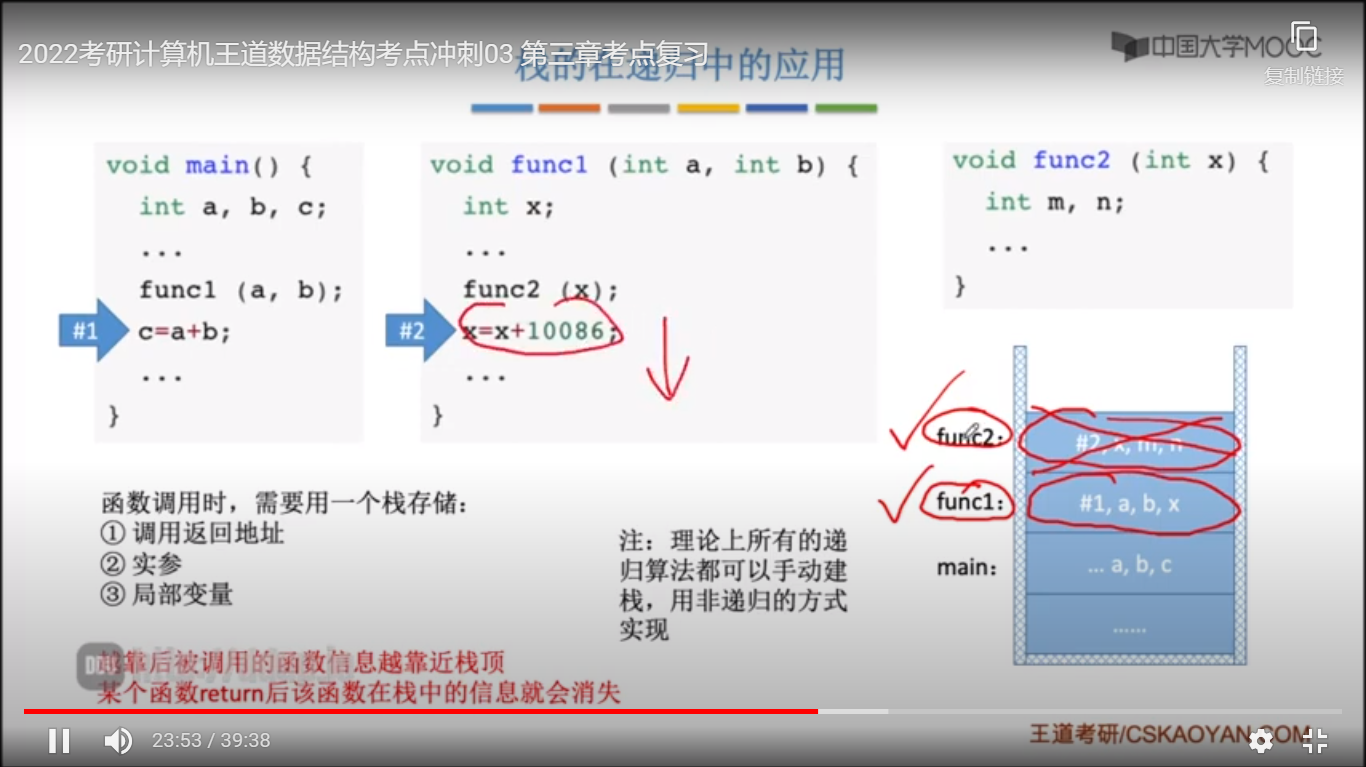 2022考研计算机王道数据结构考点冲刺03 第三章考点复习
中国大学MOOC
复制链接
栈的在递归中的应用
void main() {
int a, b, c;
...
func1 (a, b);
#1
c=a+b;
...
}
void func1 (int a, int b) {
int x;
...
func2 (x);
#2
x=x+10086;
...
}
void func2 (int x) {
int m, n;
...
}
函数调用时，需要用一个栈存储：
① 调用返回地址
② 实参
③ 局部变量
注：理论上所有的递
归算法都可以手动建
栈，用非递归的方式
实现
func2:
#2, x, m, n
func1:
#1, a, b, x
main:
... a, b, c
......
越靠后被调用的函数信息越靠近栈顶
某个函数return后该函数在栈中的信息就会消失
23:53 / 39:38
王道考研/CSKAOYAN.COM